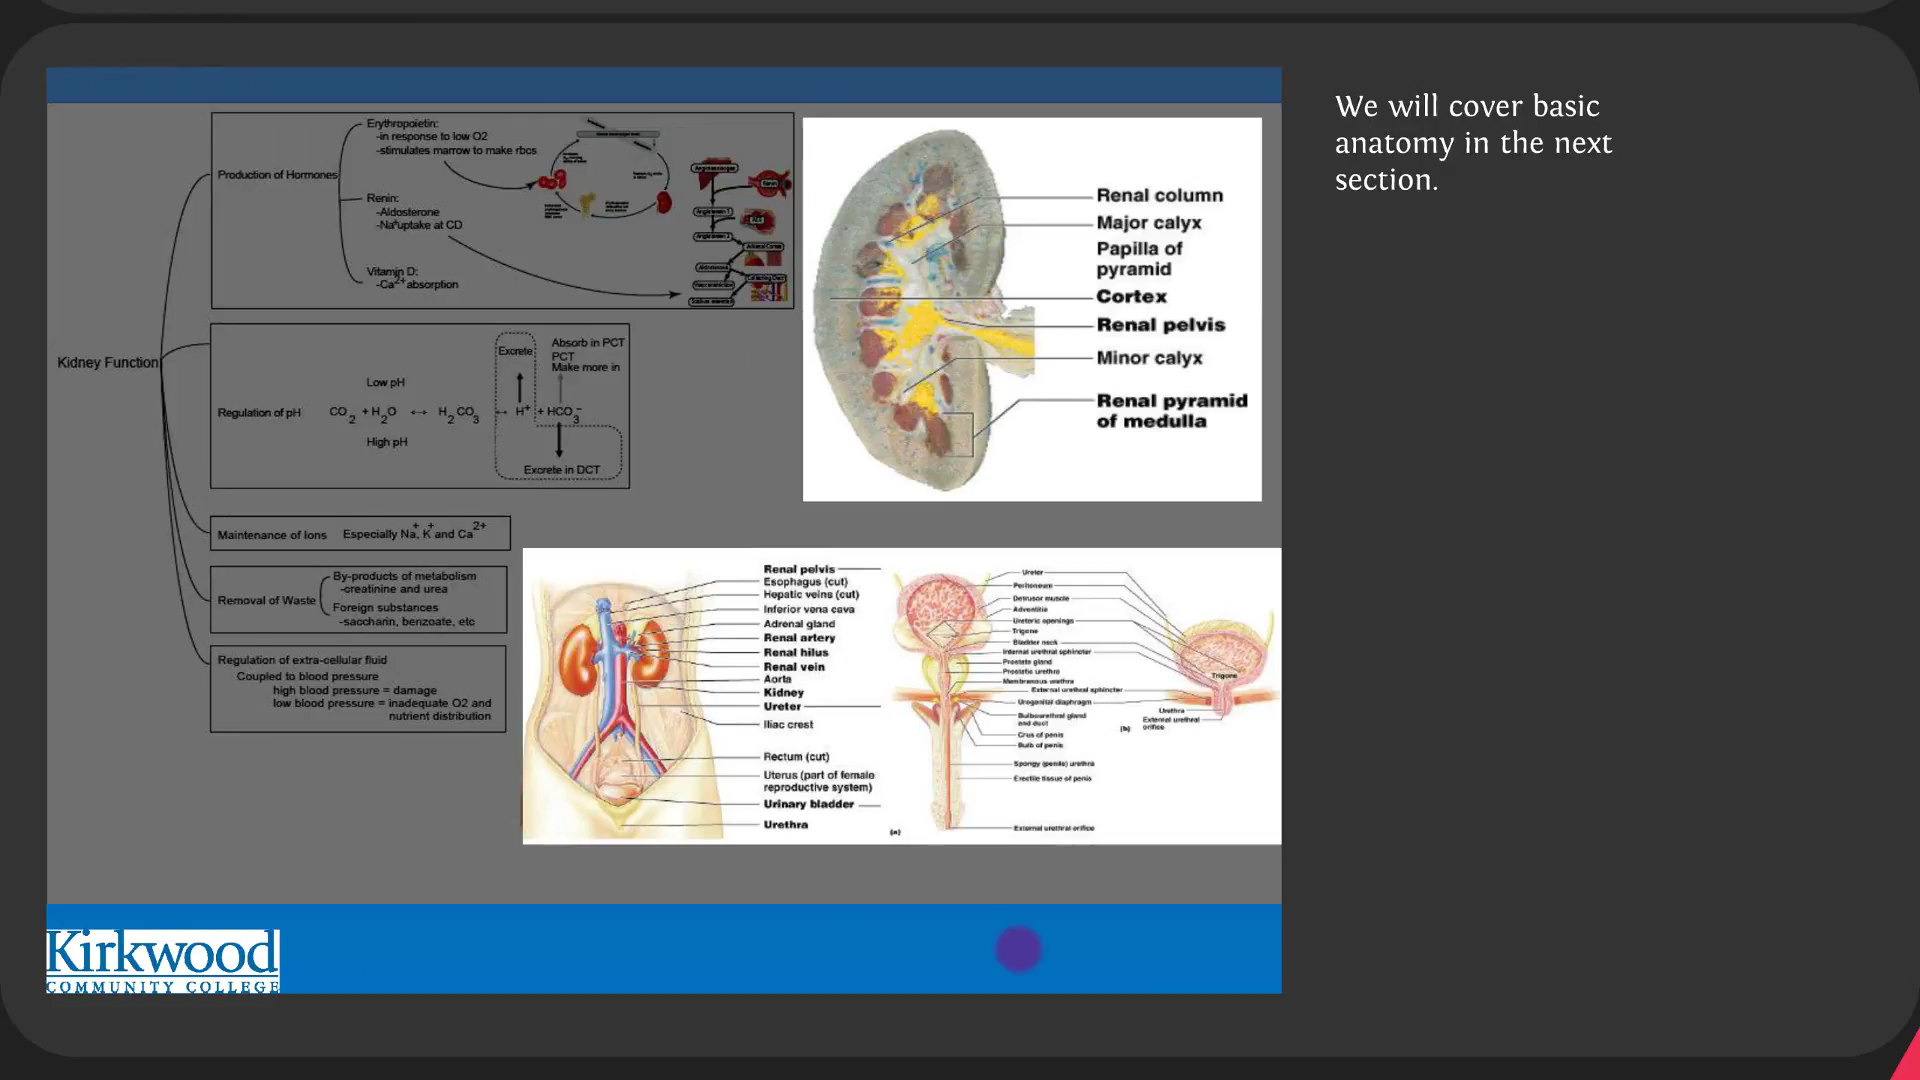 We will cover basic
anatomy in the next
section.
Kidney Function
Production of Hormones
Erythropoietin:
-in response to low O2
-stimulates marrow to make rbcs
Renin:
-Aldosterone
-Na+uptake at CD
Vitamin D:
-Ca2+ absorption
Regulation of pH
Low pH
CO2 + H2O ↔ H2CO3 ↔ H+ + HCO3−
High pH
Excrete
Absorb in PCT
PCT
Make more in
Excrete in DCT
Maintenance of Ions
Especially Na+, K+ and Ca2+
Removal of Waste
By-products of metabolism
-creatinine and urea
Foreign substances
-saccharin, benzoate, etc
Regulation of extra-cellular fluid
Coupled to blood pressure
high blood pressure = damage
low blood pressure = inadequate O2 and
nutrient distribution
Renal column
Major calyx
Papilla of
pyramid
Cortex
Renal pelvis
Minor calyx
Renal pyramid
of medulla
Renal pelvis
Esophagus (cut)
Hepatic veins (cut)
Inferior vena cava
Adrenal gland
Renal artery
Renal hilus
Renal vein
Aorta
Kidney
Ureter
Iliac crest
Rectum (cut)
Uterus (part of female
reproductive system)
Urinary bladder
Urethra
Ureter
Peritoneum
Detrusor muscle
Adventitia
Ureteric openings
Trigone
Bladder neck
Internal urethral sphincter
Prostate gland
Prostatic urethra
Membranous urethra
External urethral sphincter
Urogenital diaphragm
Bulbourethral gland
and duct
Crus of penis
Bulb of penis
Spongy (penile) urethra
Erectile tissue of penis
External urethral orifice
(a)
Trigone
Urethra
External urethral
orifice
(b)
Kirkwood
COMMUNITY COLLEGE